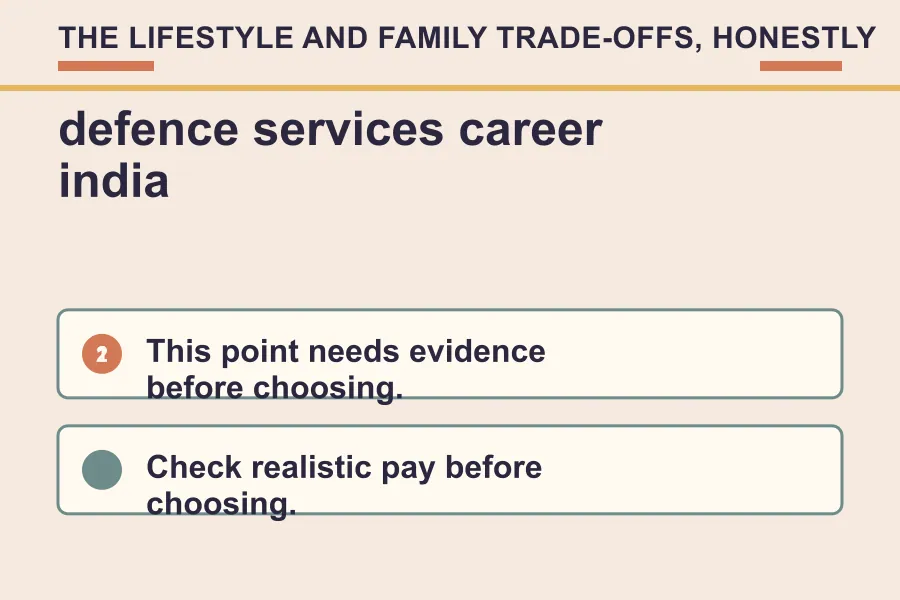 THE LIFESTYLE AND FAMILY TRADE-OFFS, HONESTLY
defence services career
india
2
This point needs evidence
before choosing.
Check realistic pay before
choosing.